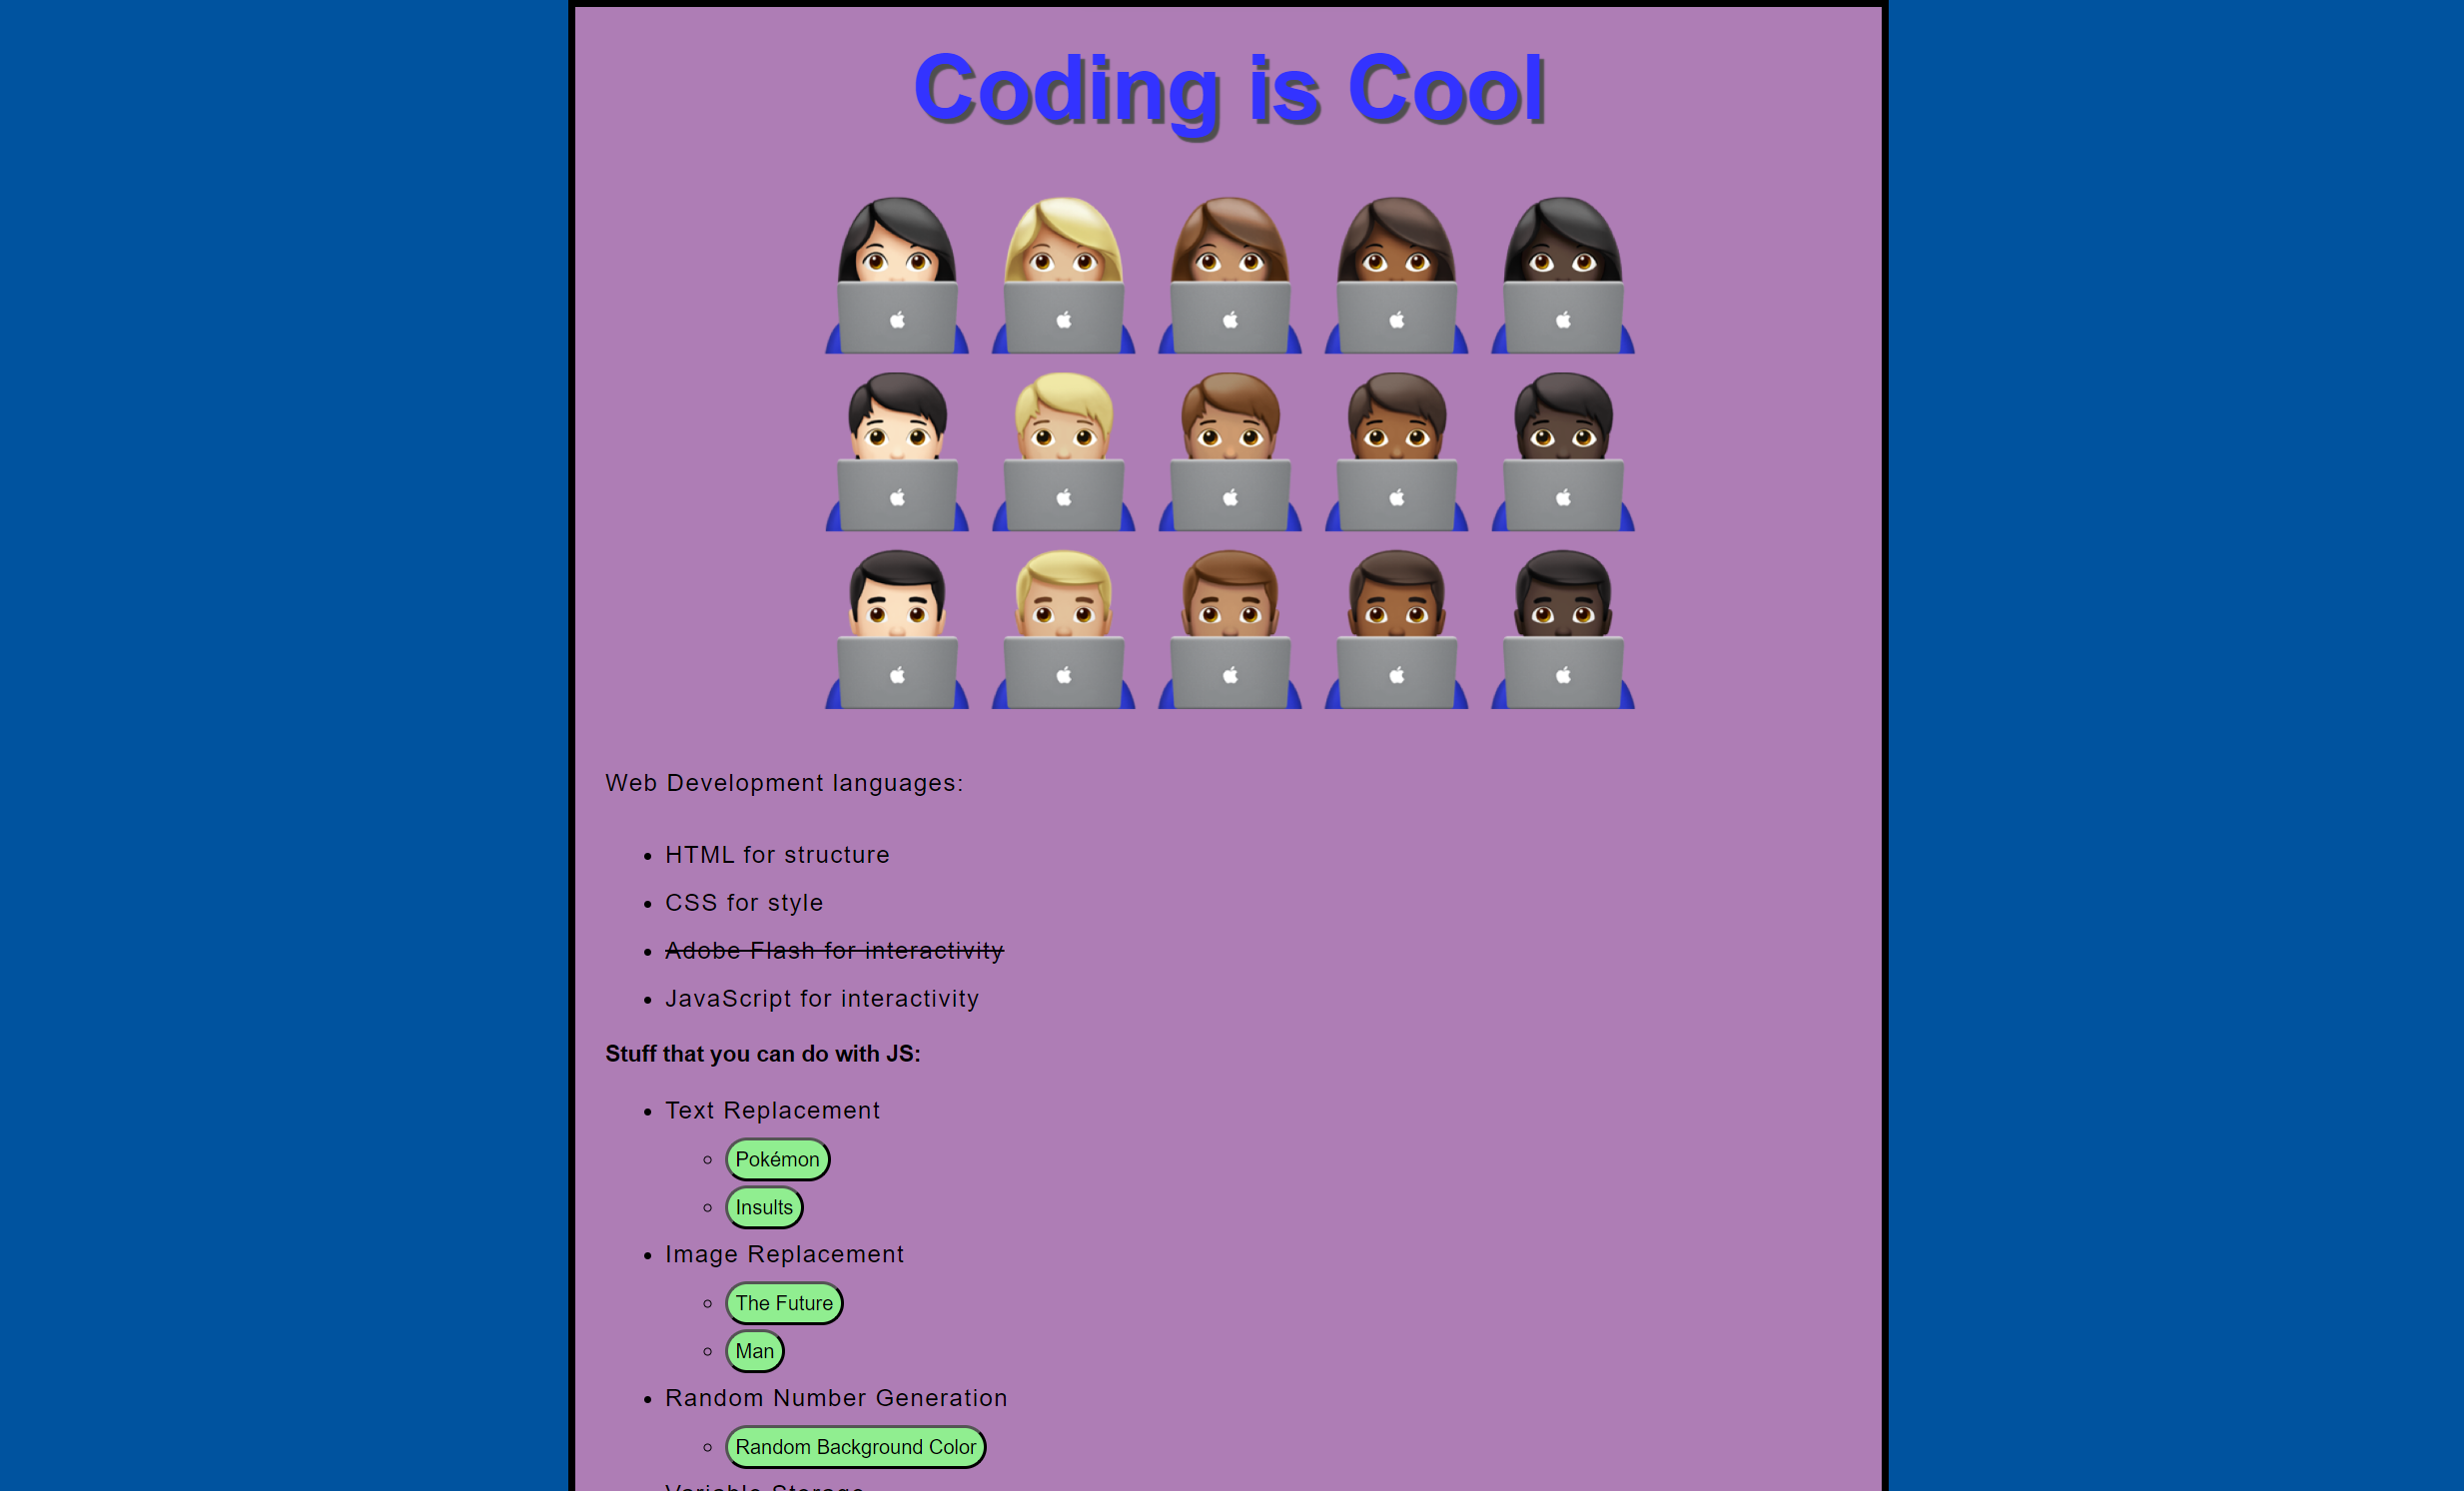 Coding is Cool
Web Development languages:
HTML for structure
CSS for style
Adobe Flash for interactivity
JavaScript for interactivity
Stuff that you can do with JS:
Text Replacement
Pokémon
Insults
Image Replacement
The Future
Man
Random Number Generation
Random Background Color
Variable Storage